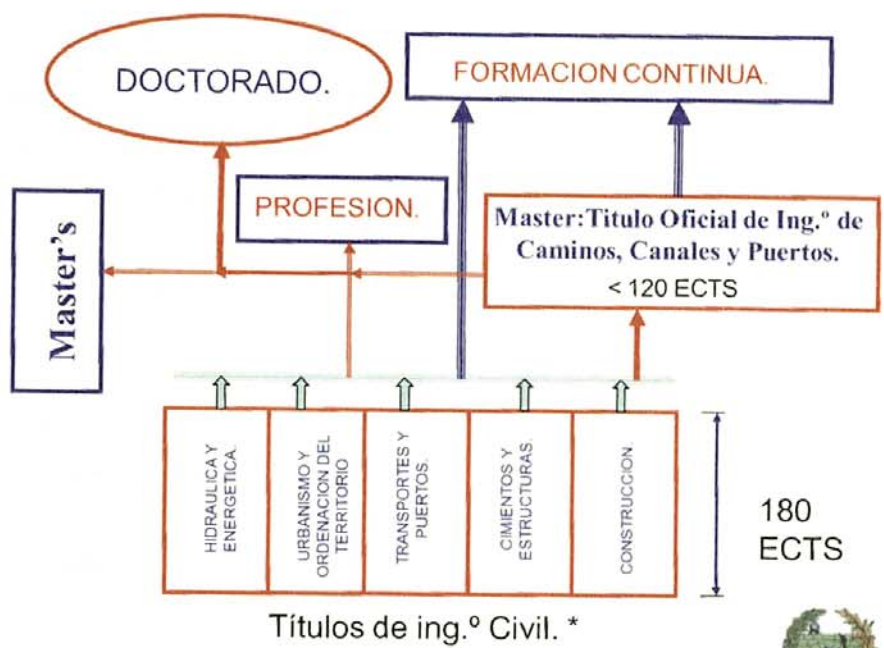 DOCTORADO.
FORMACION CONTINUA.
Master's
PROFESION.
Master:Titulo Oficial de Ing.º de
Caminos, Canales y Puertos.
< 120 ECTS
HIDRAULICA Y
ENERGETICA.
URBANISMO Y
ORDENACION DEL
TERRITORIO
TRANSPORTES Y
PUERTOS.
CIMIENTOS Y
ESTRUCTURAS.
CONSTRUCCION.
180
ECTS
Títulos de ing.º Civil. *